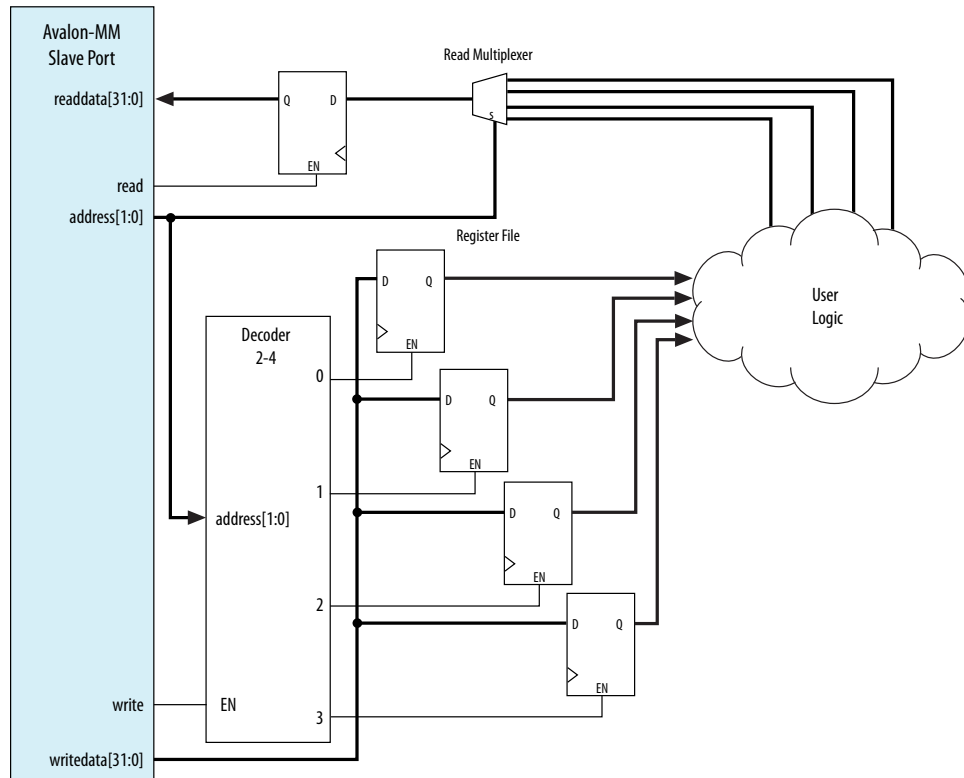 Avalon-MM
Slave Port
Read Multiplexer
readdata[31:0]
Q
D
s
EN
read
address[1:0]
Register File
D
Q
User
Logic
Decoder
2-4
EN
0
D
Q
EN
1
address[1:0]
D
Q
EN
2
D
Q
EN
write
EN
3
writedata[31:0]